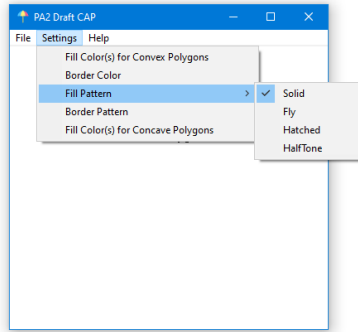 PA2 Draft CAP
File Settings Help
Fill Color(s) for Convex Polygons
Border Color
Fill Pattern
Border Pattern
Fill Color(s) for Concave Polygons
Solid
Fly
Hatched
HalfTone